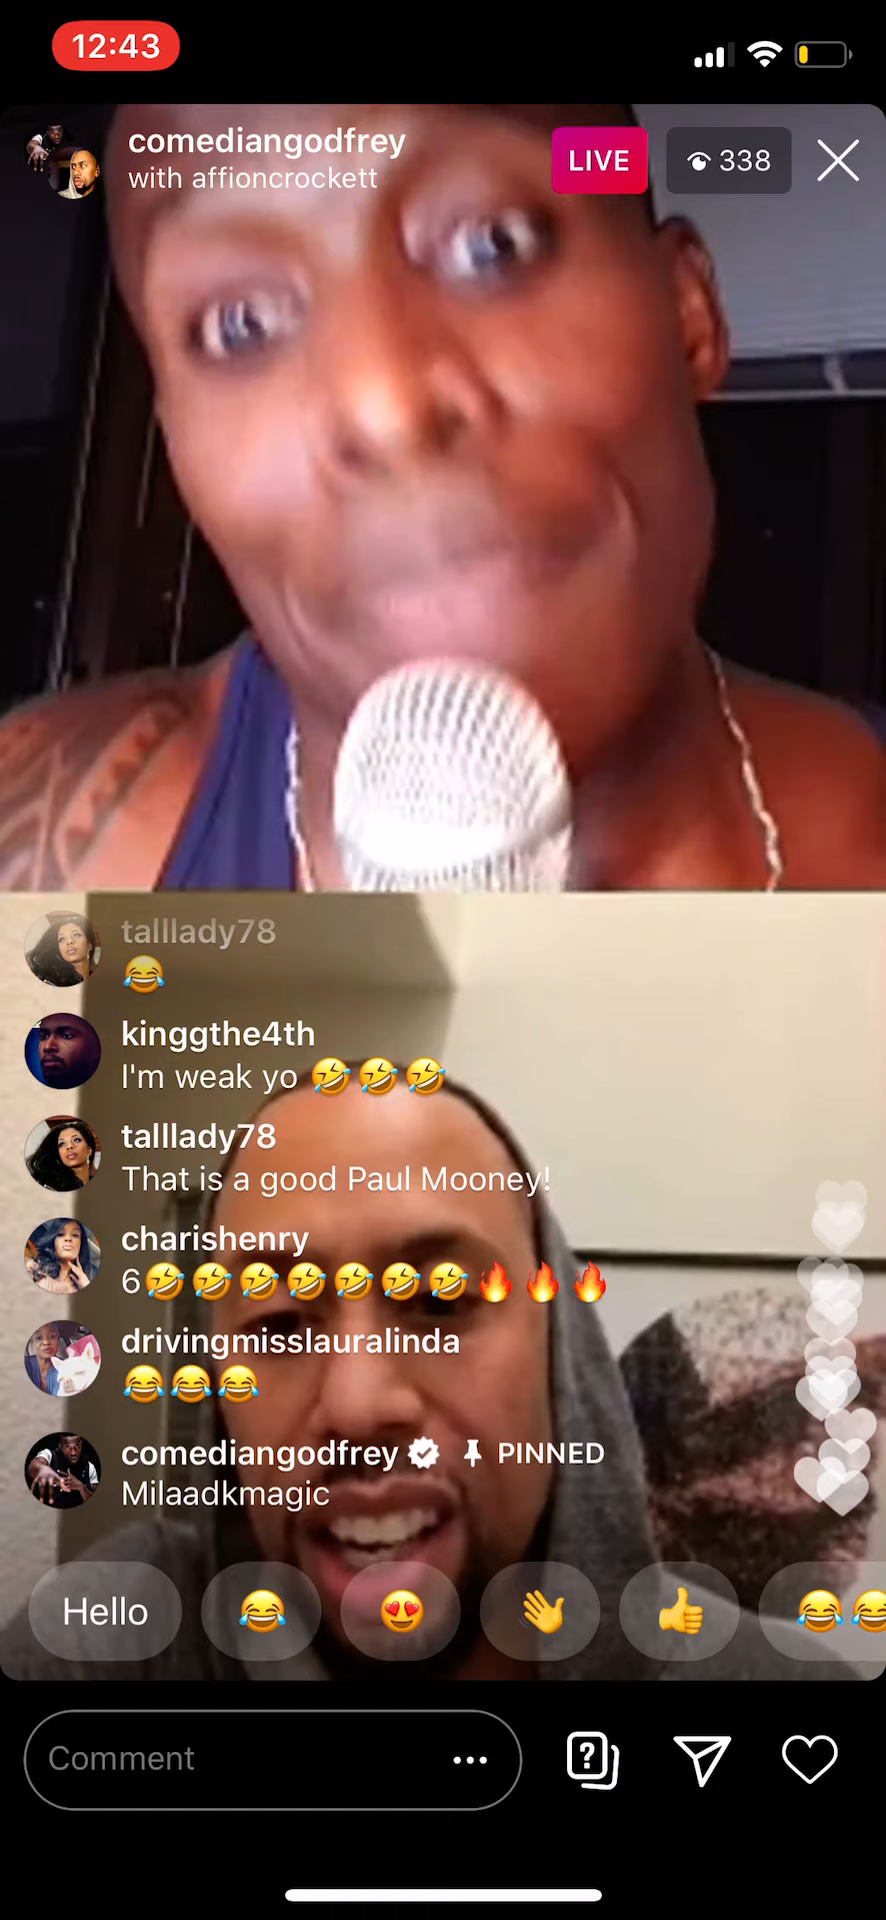 12:43
comediangodfrey
with affioncrockett
LIVE
338
talllady78
😂
kinggthe4th
I'm weak yo 🤣🤣🤣
talllady78
That is a good Paul Mooney!
charishenry
6🤣🤣🤣🤣🤣🤣🤣🔥🔥🔥
drivingmisslauralinda
😂😂😂
comediangodfrey PINNED
Milaadkmagic
Hello 😂 😍 👋 👍 😂😂
Comment